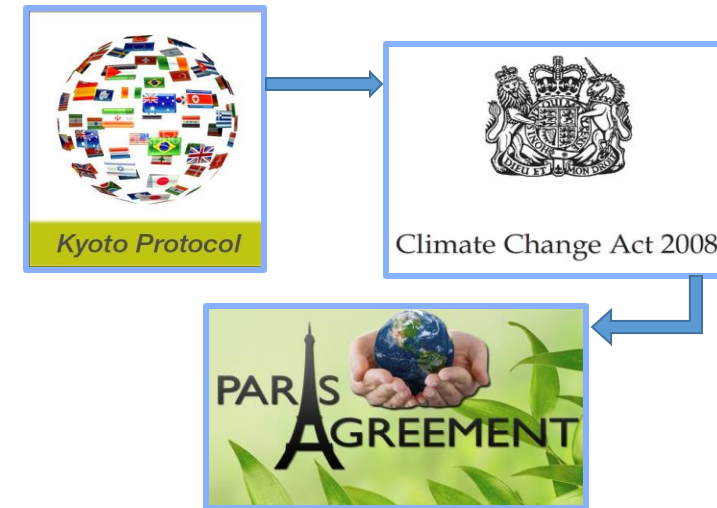 Kyoto Protocol
DIEU ET MON DROIT
Climate Change Act 2008
PARIS
AGREEMENT